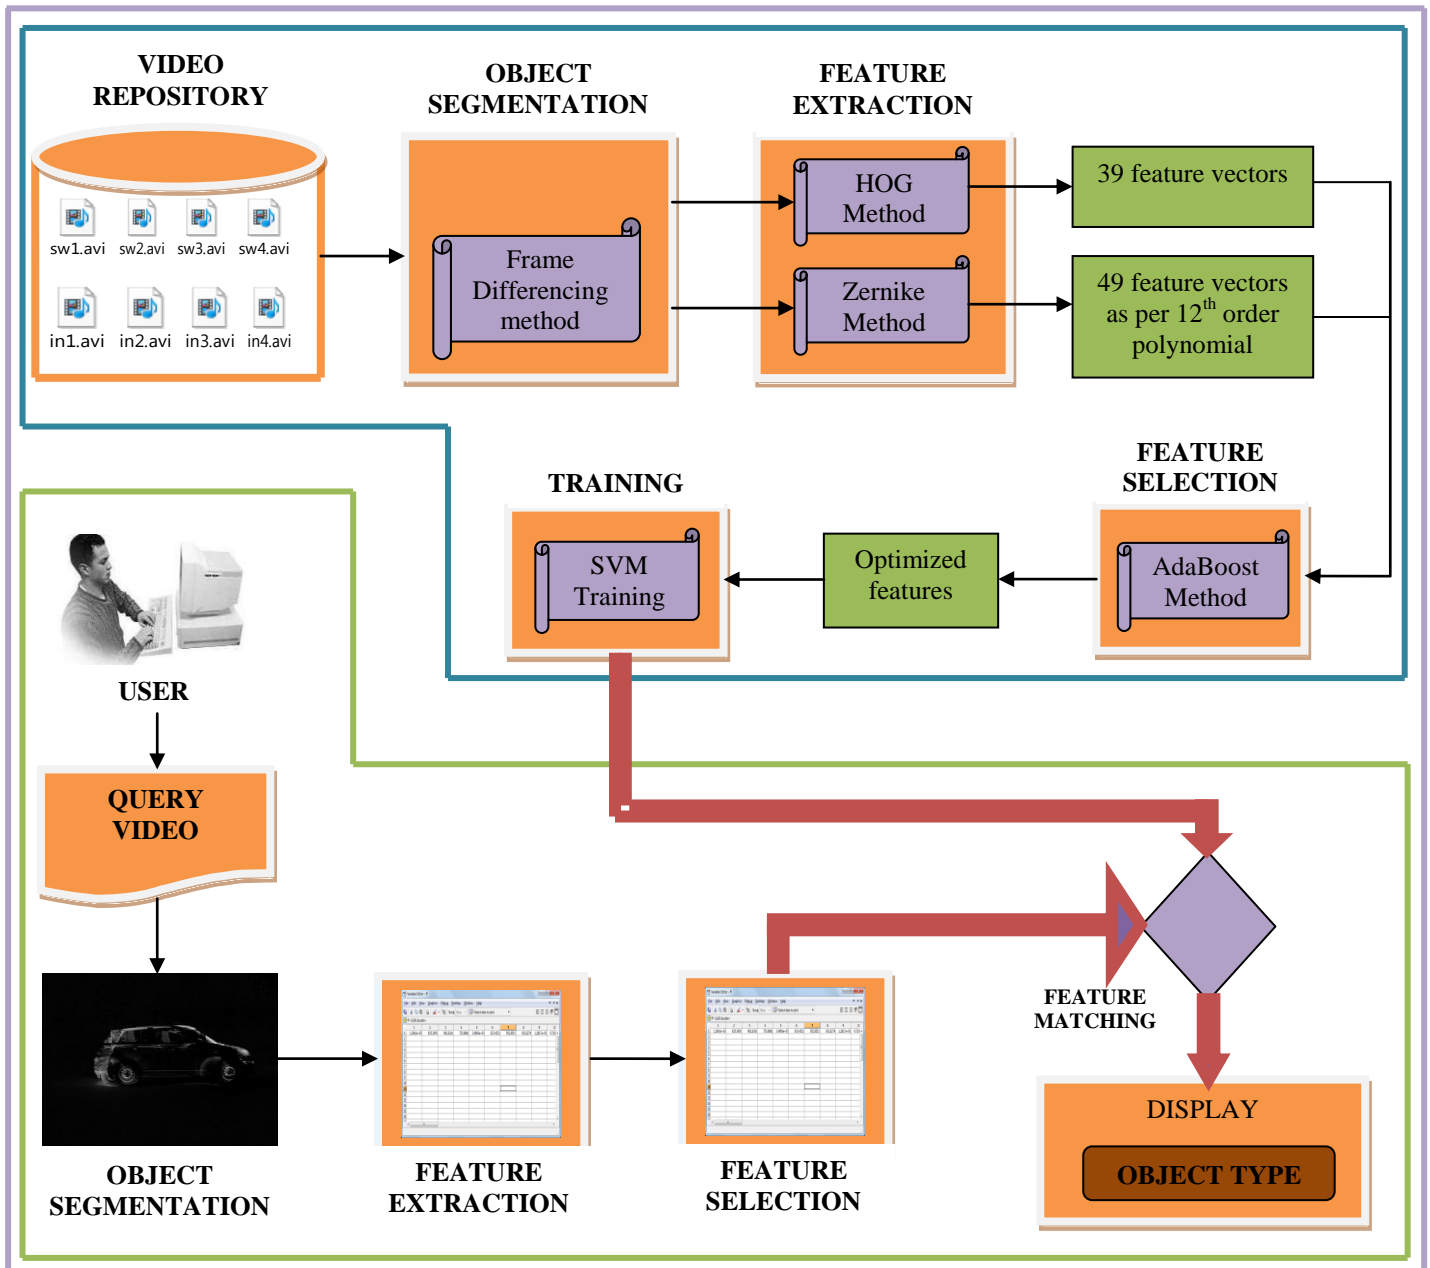 VIDEO
REPOSITORY
OBJECT
SEGMENTATION
FEATURE
EXTRACTION
sw1.avi sw2.avi sw3.avi sw4.avi
in1.avi in2.avi in3.avi in4.avi
Frame
Differencing
method
HOG
Method
Zernike
Method
39 feature vectors
49 feature vectors
as per 12th order
polynomial
FEATURE
SELECTION
AdaBoost
Method
Optimized
features
TRAINING
SVM
Training
USER
QUERY
VIDEO
OBJECT
SEGMENTATION
FEATURE
EXTRACTION
FEATURE
SELECTION
FEATURE
MATCHING
DISPLAY
OBJECT TYPE